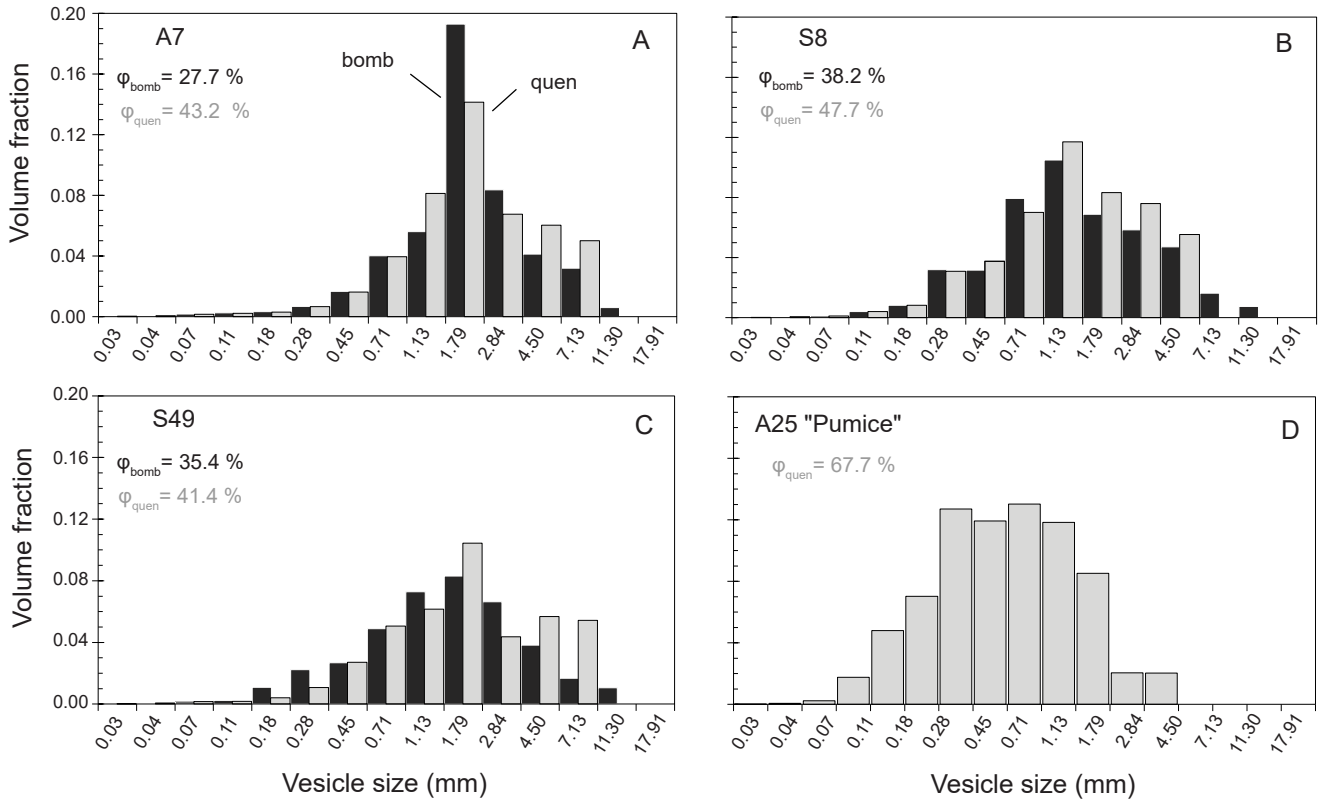 A7
A
φbomb= 27.7 %
φquen= 43.2 %
bomb
quen
Volume fraction
0.20
0.16
0.12
0.08
0.04
0.00
0.03 0.04 0.07 0.11 0.18 0.28 0.45 0.71 1.13 1.79 2.84 4.50 7.13 11.30 17.91
S8
B
φbomb= 38.2 %
φquen= 47.7 %
0.03 0.04 0.07 0.11 0.18 0.28 0.45 0.71 1.13 1.79 2.84 4.50 7.13 11.30 17.91
S49
C
φbomb= 35.4 %
φquen= 41.4 %
Volume fraction
0.20
0.16
0.12
0.08
0.04
0.00
0.03 0.04 0.07 0.11 0.18 0.28 0.45 0.71 1.13 1.79 2.84 4.50 7.13 11.30 17.91
Vesicle size (mm)
A25 "Pumice"
D
φquen= 67.7 %
0.03 0.04 0.07 0.11 0.18 0.28 0.45 0.71 1.13 1.79 2.84 4.50 7.13 11.30 17.91
Vesicle size (mm)